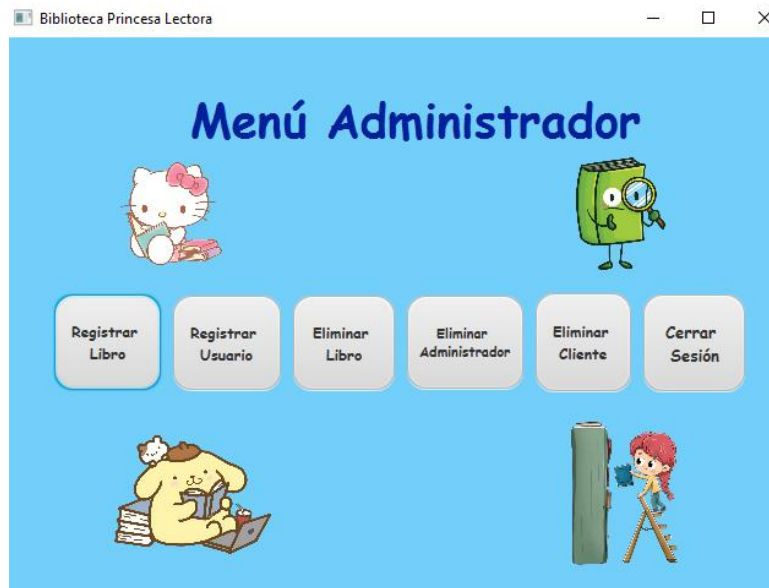 Biblioteca Princesa Lectora
Menú Administrador
Registrar
Libro
Registrar
Usuario
Eliminar
Libro
Eliminar
Administrador
Eliminar
Cliente
Cerrar
Sesión